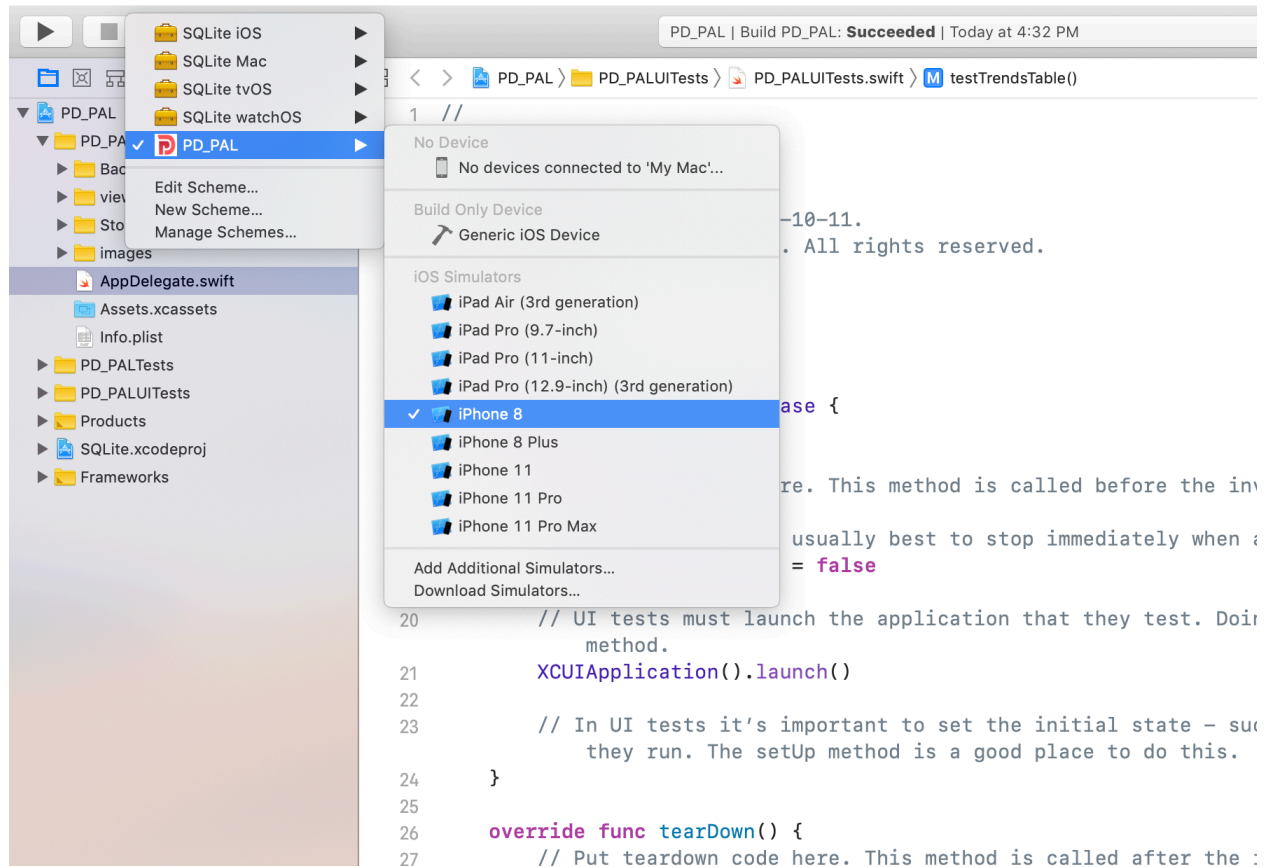 PD_PAL | Build PD_PAL: Succeeded | Today at 4:32 PM
SQLite iOS
SQLite Mac
SQLite tvOS
SQLite watchOS
PD_PAL
Edit Scheme...
New Scheme...
Manage Schemes...
PD_PAL
PD_PA
Bac
view
Sto
images
AppDelegate.swift
Assets.xcassets
Info.plist
PD_PALTests
PD_PALUITests
Products
SQLite.xcodeproj
Frameworks
PD_PAL PD_PALUITests PD_PALUITests.swift M testTrendsTable()
No Device
No devices connected to 'My Mac'...
Build Only Device
Generic iOS Device
iOS Simulators
iPad Air (3rd generation)
iPad Pro (9.7-inch)
iPad Pro (11-inch)
iPad Pro (12.9-inch) (3rd generation)
iPhone 8
iPhone 8 Plus
iPhone 11
iPhone 11 Pro
iPhone 11 Pro Max
Add Additional Simulators...
Download Simulators...
1 //
-10-11.
. All rights reserved.
ase {
re. This method is called before the inv
usually best to stop immediately when a
= false
20 // UI tests must launch the application that they test. Doin
method.
21 XCUIApplication().launch()
22
23 // In UI tests it’s important to set the initial state – suc
they run. The setUp method is a good place to do this.
24 }
25
26 override func tearDown() {
27 // Put teardown code here. This method is called after the i